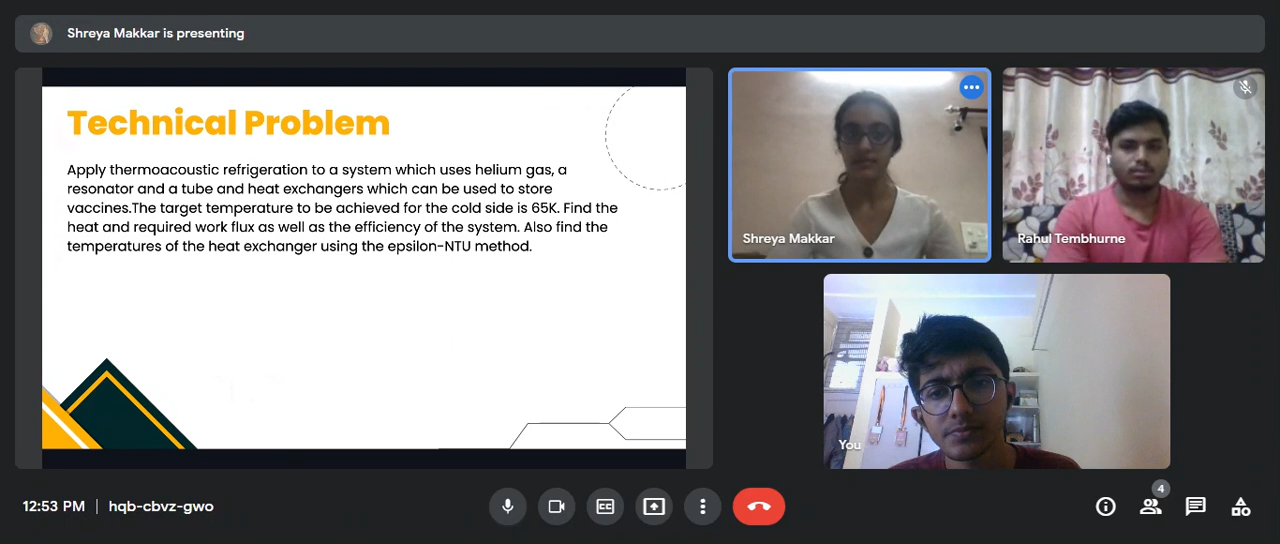 Shreya Makkar is presenting
Technical Problem
Apply thermoacoustic refrigeration to a system which uses helium gas, a
resonator and a tube and heat exchangers which can be used to store
vaccines.The target temperature to be achieved for the cold side is 65K. Find the
heat and required work flux as well as the efficiency of the system. Also find the
temperatures of the heat exchanger using the epsilon-NTU method.
Shreya Makkar
Rahul Tembhurne
You
12:53 PM | hqb-cbvz-gwo
CC
4